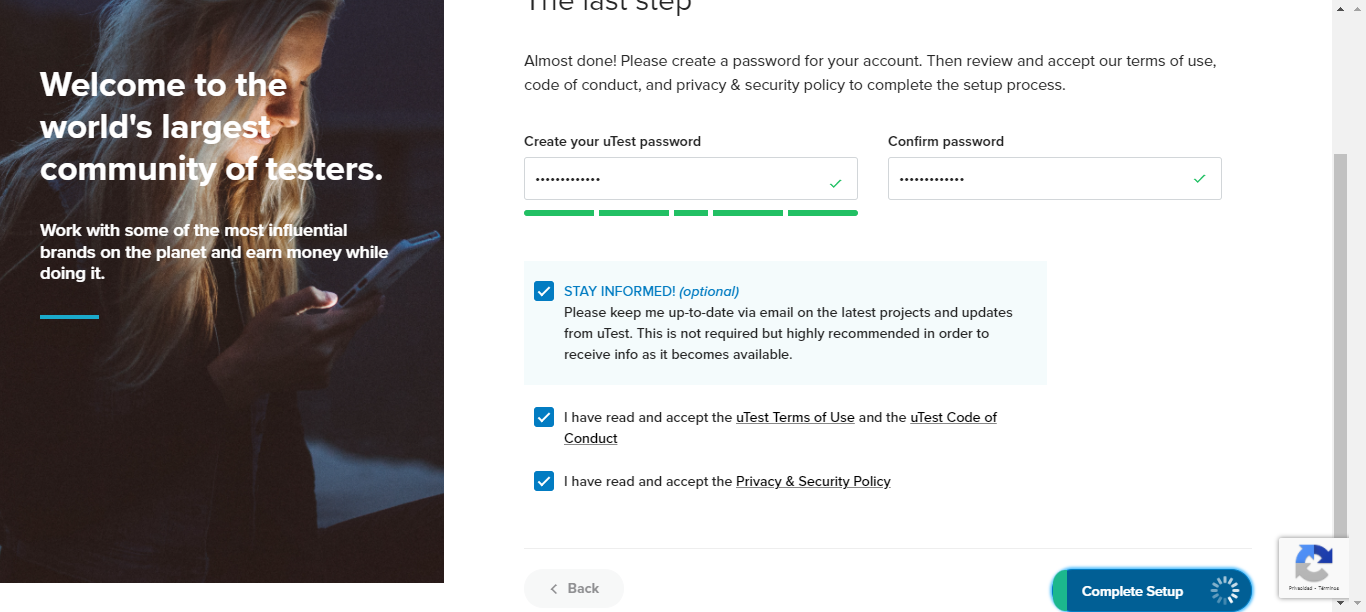 The last step
Welcome to the
world's largest
community of testers.
Work with some of the most influential
brands on the planet and earn money while
doing it.
Almost done! Please create a password for your account. Then review and accept our terms of use,
code of conduct, and privacy & security policy to complete the setup process.
Create your uTest password
Confirm password
•••••••••••••
•••••••••••••
STAY INFORMED! (optional)
Please keep me up-to-date via email on the latest projects and updates
from uTest. This is not required but highly recommended in order to
receive info as it becomes available.
I have read and accept the uTest Terms of Use and the uTest Code of
Conduct
I have read and accept the Privacy & Security Policy
Back
Complete Setup
Privacidad - Términos